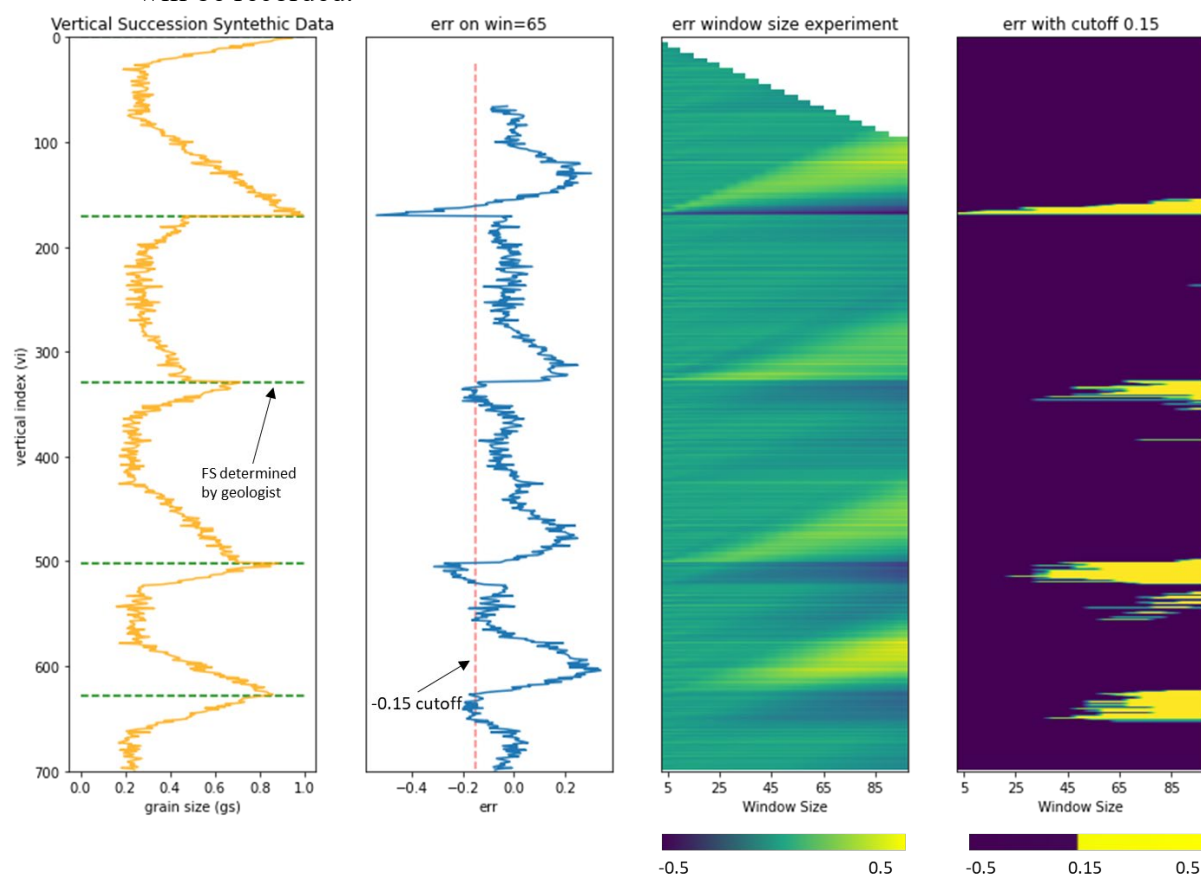 Vertical Succession Syntethic Data
err on win=65
err window size experiment
err with cutoff 0.15
0
100
200
300
400
500
600
700
vertical index (vi)
FS determined
by geologist
-0.15 cutoff
0.0 0.2 0.4 0.6 0.8 1.0
grain size (gs)
−0.4 −0.2 0.0 0.2
err
5 25 45 65 85
Window Size
5 25 45 65 85
Window Size
-0.5 0.5
-0.5 0.15 0.5